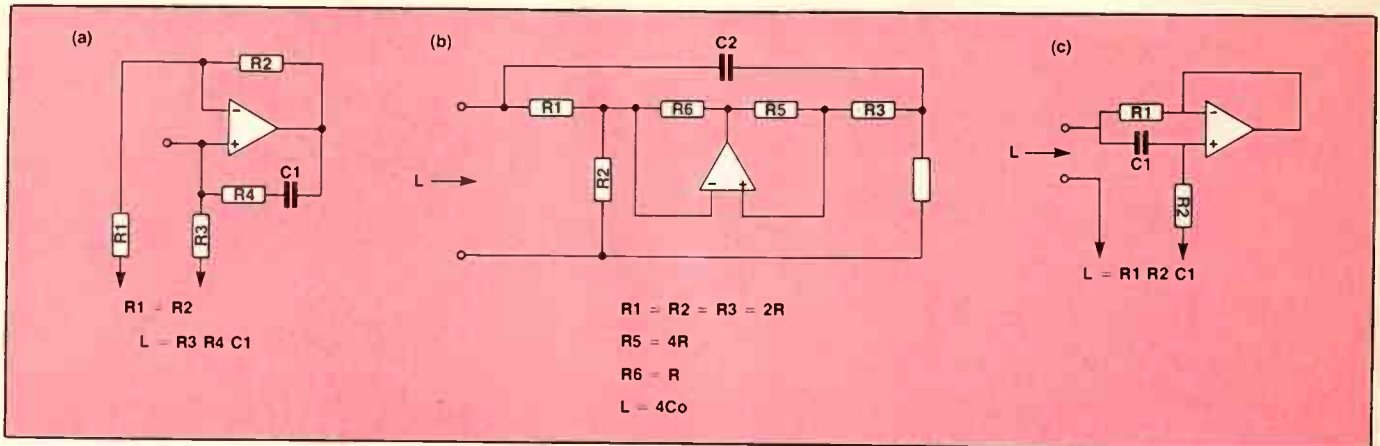 (a)
R2
-
+
C1
R4
R1
R3
R1 = R2
L = R3 R4 C1
(b)
C2
R1
R6
R5
R3
L
R2
-
+
R1 = R2 = R3 = 2R
R5 = 4R
R6 = R
L = 4Co
(c)
R1
-
L
C1
+
R2
L = R1 R2 C1